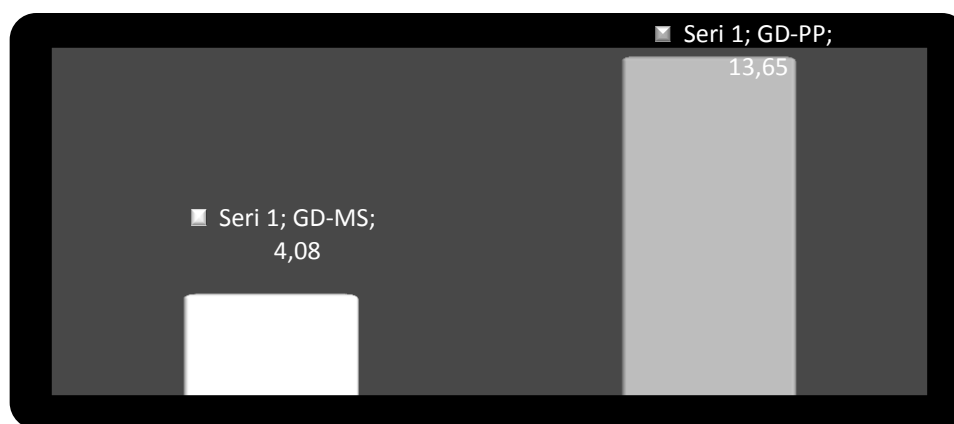 Seri 1; GD-PP;
13,65
Seri 1; GD-MS;
4,08